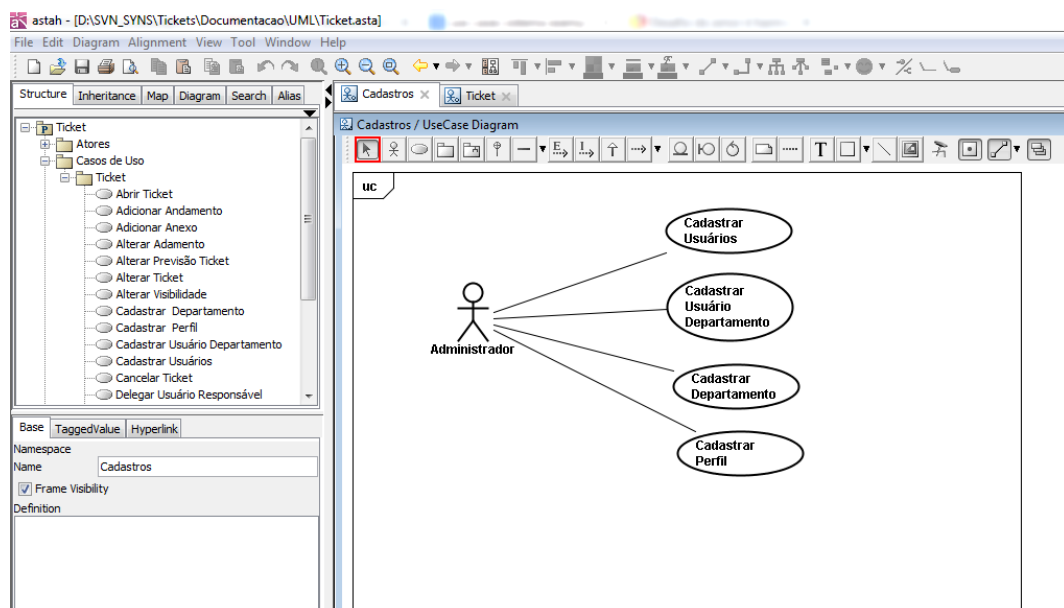 astah - [D:\SVN_SYNS\Tickets\Documentacao\UML\Ticket.asta]
File Edit Diagram Alignment View Tool Window Help
Structure Inheritance Map Diagram Search Alias
Cadastros Ticket
Cadastros / UseCase Diagram
Ticket
Atores
Casos de Uso
Ticket
Abrir Ticket
Adicionar Andamento
Adicionar Anexo
Alterar Adamento
Alterar Previsão Ticket
Alterar Ticket
Alterar Visibilidade
Cadastrar Departamento
Cadastrar Perfil
Cadastrar Usuário Departamento
Cadastrar Usuários
Cancelar Ticket
Delegar Usuário Responsável
Base TaggedValue Hyperlink
Namespace
Name Cadastros
Frame Visibility
Definition
E I T
uc
Cadastrar
Usuários
Cadastrar
Usuário
Departamento
Administrador
Cadastrar
Departamento
Cadastrar
Perfil